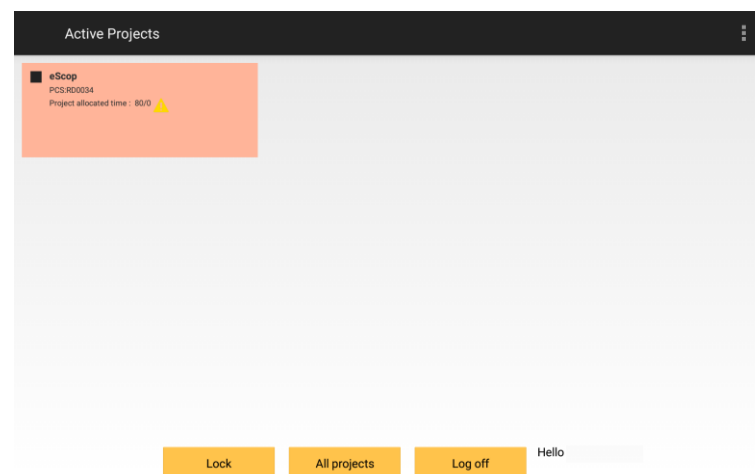 Active Projects
eScop
PCS:RD0034
Project allocated time : 80/0
Lock
All projects
Log off
Hello